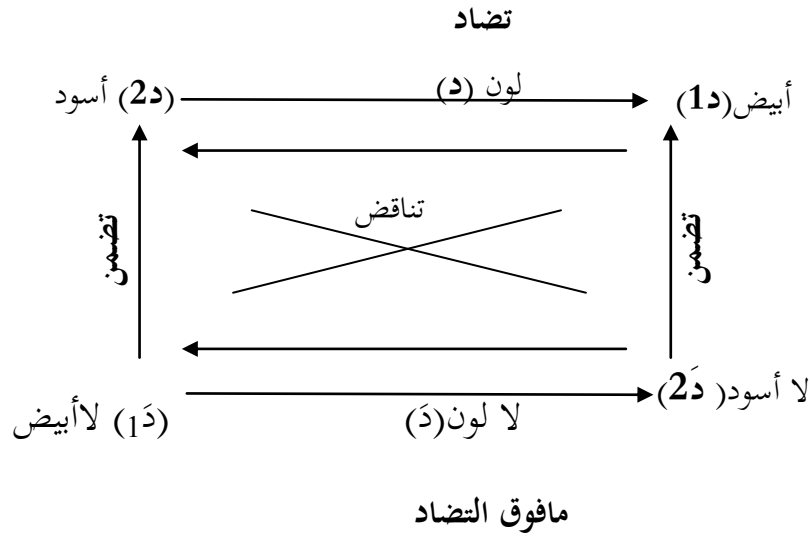 تضاد
أبيض(د1)
لون (د)
(د2) أسود
تناقض
تضمن
تضمن
لا أسود( دَ2)
لا لون(دَ)
(دَ1) لاأبيض
مافوق التضاد